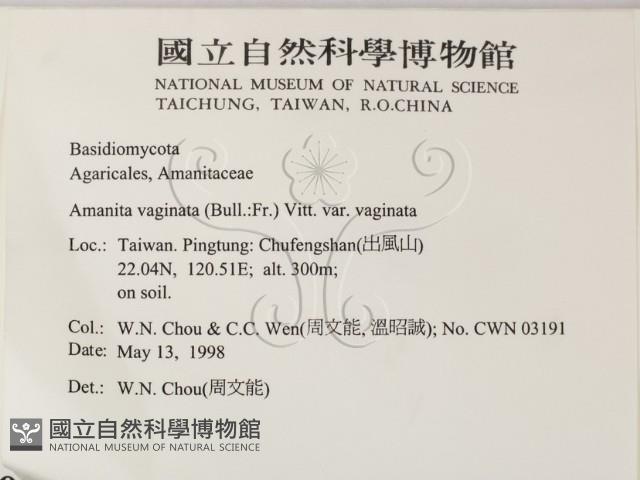 國立自然科學博物館
NATIONAL MUSEUM OF NATURAL SCIENCE
TAICHUNG, TAIWAN, R.O.CHINA
Basidiomycota
Agaricales, Amanitaceae
Amanita vaginata (Bull.:Fr.) Vitt. var. vaginata
Loc.: Taiwan. Pingtung: Chufengshan(出風山)
22.04N, 120.51E; alt. 300m;
on soil.
Col.: W.N. Chou & C.C. Wen(周文能, 溫昭誠); No. CWN 03191
Date: May 13, 1998
Det.: W.N. Chou(周文能)
國立自然科學博物館
NATIONAL MUSEUM OF NATURAL SCIENCE